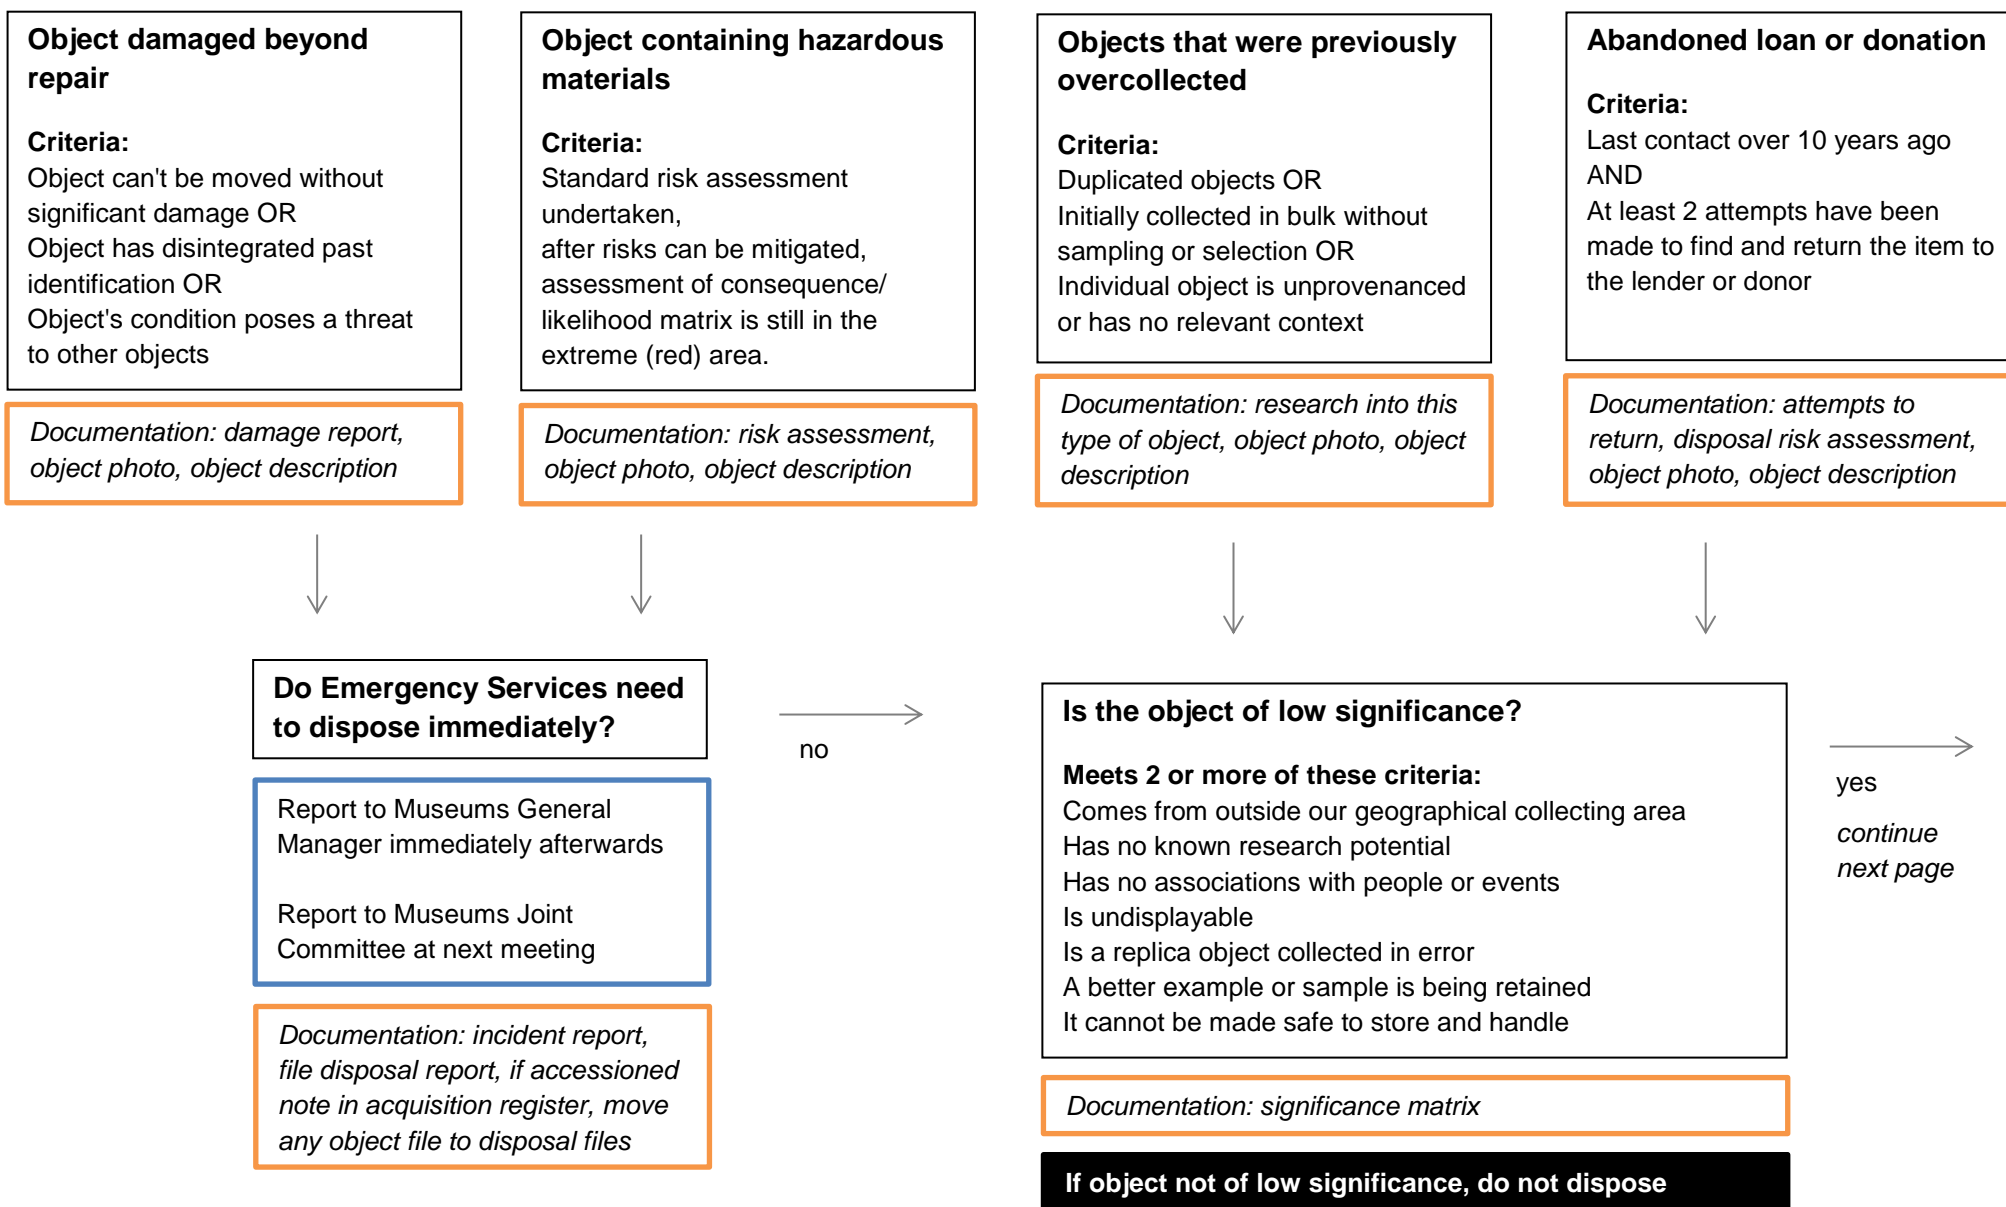 Object damaged beyond
repair
Criteria:
Object can't be moved without
significant damage OR
Object has disintegrated past
identification OR
Object's condition poses a threat
to other objects
Documentation: damage report,
object photo, object description
Object containing hazardous
materials
Criteria:
Standard risk assessment
undertaken,
after risks can be mitigated,
assessment of consequence/
likelihood matrix is still in the
extreme (red) area.
Documentation: risk assessment,
object photo, object description
Objects that were previously
overcollected
Criteria:
Duplicated objects OR
Initially collected in bulk without
sampling or selection OR
Individual object is unprovenanced
or has no relevant context
Documentation: research into this
type of object, object photo, object
description
Abandoned loan or donation
Criteria:
Last contact over 10 years ago
AND
At least 2 attempts have been
made to find and return the item to
the lender or donor
Documentation: attempts to
return, disposal risk assessment,
object photo, object description
Do Emergency Services need
to dispose immediately?
Report to Museums General
Manager immediately afterwards
Report to Museums Joint
Committee at next meeting
Documentation: incident report,
file disposal report, if accessioned
note in acquisition register, move
any object file to disposal files
no
Is the object of low significance?
Meets 2 or more of these criteria:
Comes from outside our geographical collecting area
Has no known research potential
Has no associations with people or events
Is undisplayable
Is a replica object collected in error
A better example or sample is being retained
It cannot be made safe to store and handle
Documentation: significance matrix
If object not of low significance, do not dispose
yes
continue
next page